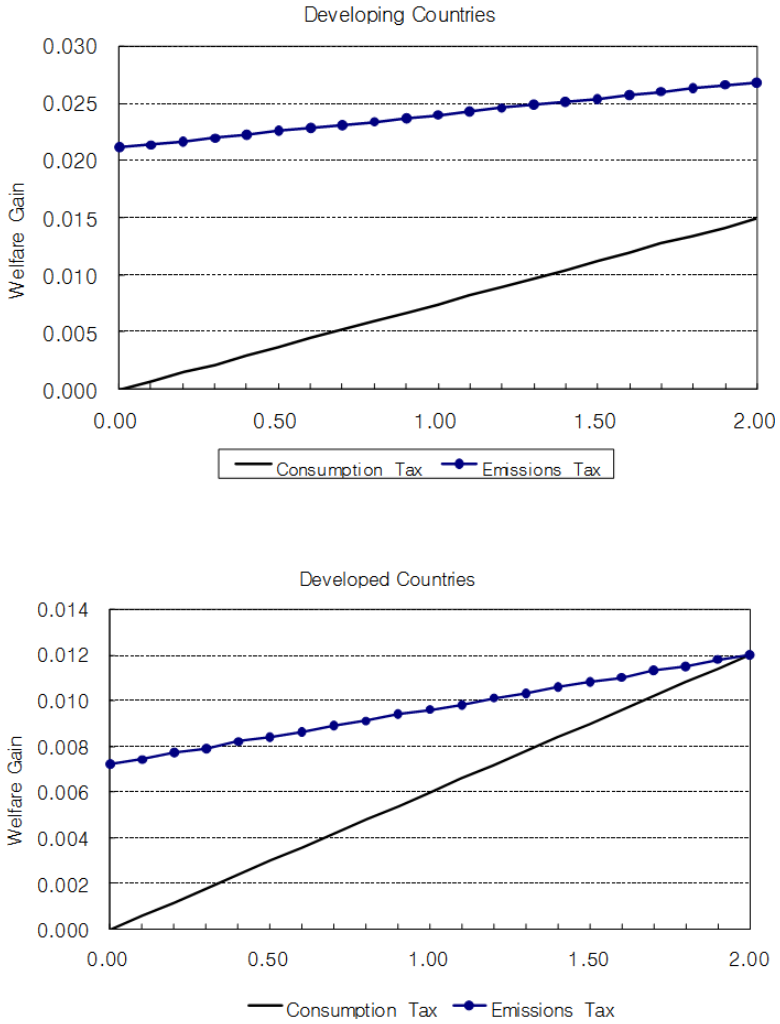 Developing Countries
0.030
0.025
0.020
0.015
0.010
0.005
0.000
Welfare Gain
0.00 0.50 1.00 1.50 2.00
Consumption Tax Emissions Tax
Developed Countries
0.014
0.012
0.010
0.008
0.006
0.004
0.002
0.000
Welfare Gain
0.00 0.50 1.00 1.50 2.00
Consumption Tax Emissions Tax